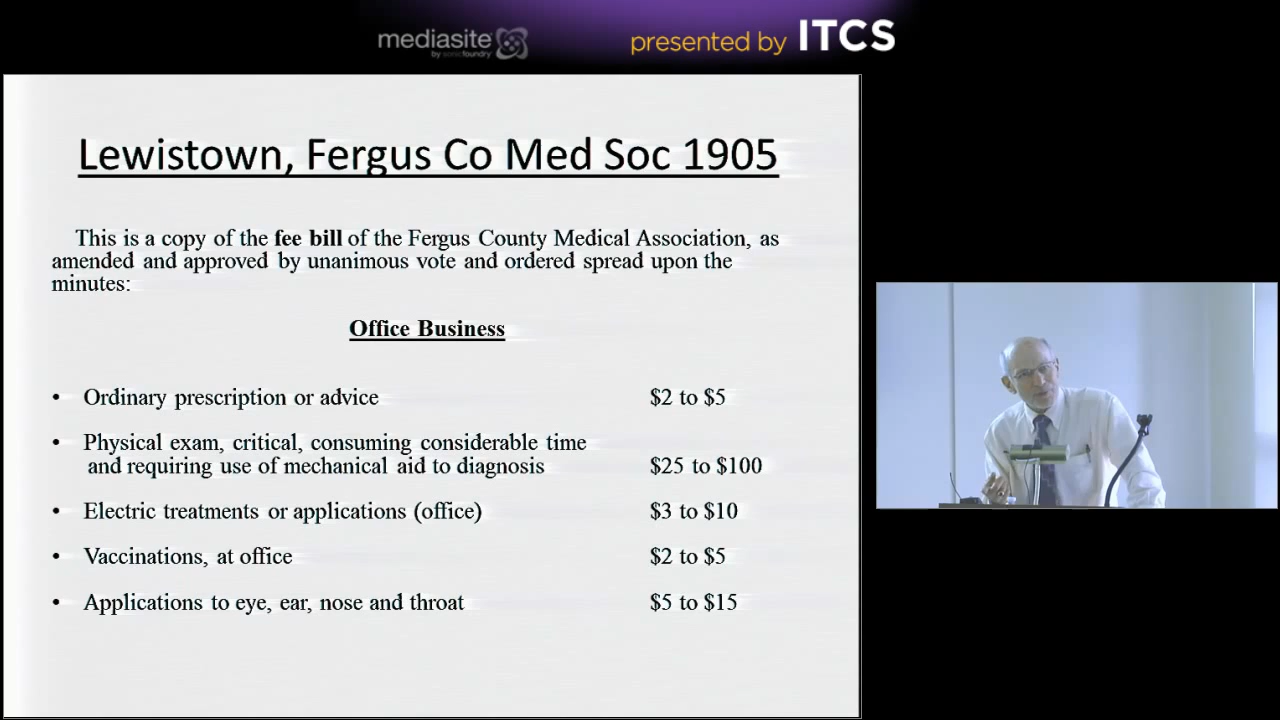 mediasite
by sonicfoundry
presented by ITCS
Lewistown, Fergus Co Med Soc 1905
This is a copy of the fee bill of the Fergus County Medical Association, as
amended and approved by unanimous vote and ordered spread upon the
minutes:
Office Business
• Ordinary prescription or advice $2 to $5
• Physical exam, critical, consuming considerable time
and requiring use of mechanical aid to diagnosis $25 to $100
• Electric treatments or applications (office) $3 to $10
• Vaccinations, at office $2 to $5
• Applications to eye, ear, nose and throat $5 to $15